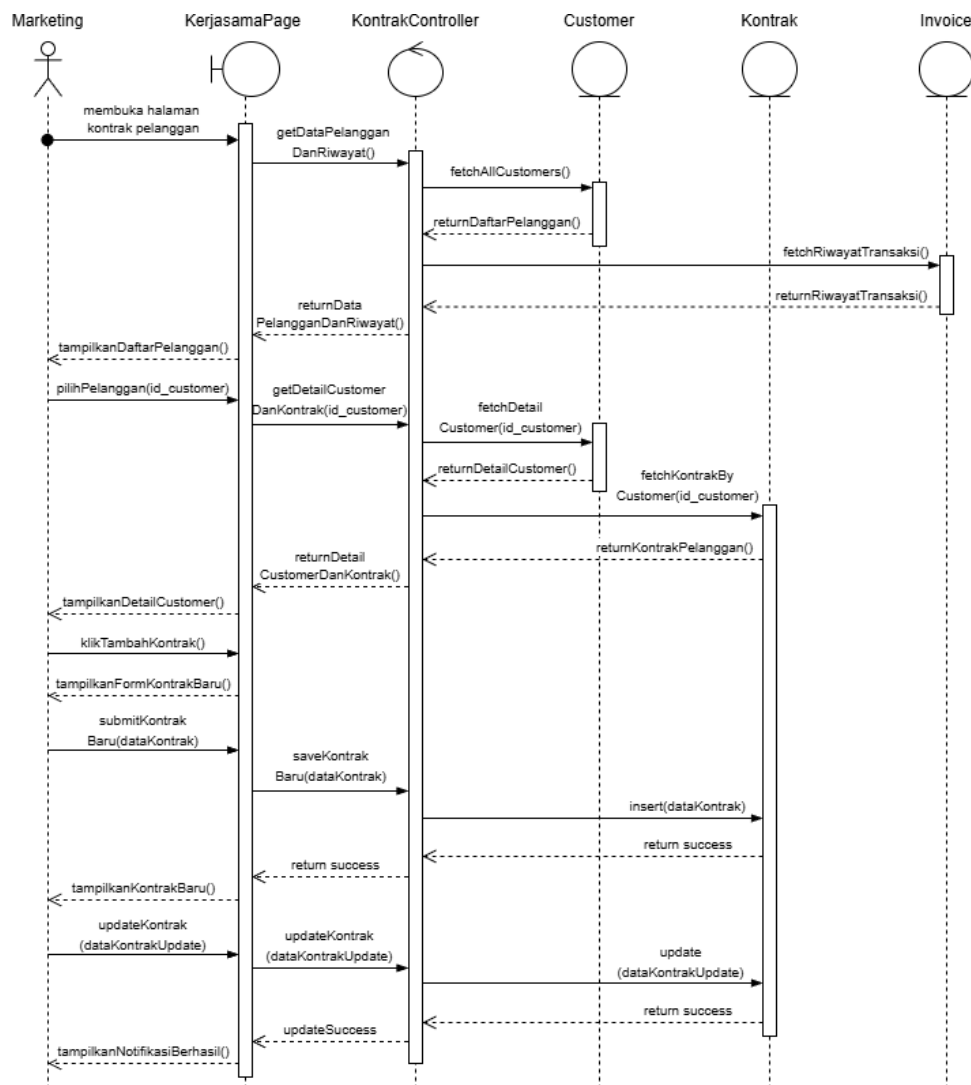 Marketing
KerjasamaPage
KontrakController
Customer
Kontrak
Invoice
membuka halaman
kontrak pelanggan
getDataPelanggan
DanRiwayat()
fetchAllCustomers()
returnDaftarPelanggan()
fetchRiwayatTransaksi()
returnRiwayatTransaksi()
returnData
PelangganDanRiwayat()
tampilkanDaftarPelanggan()
pilihPelanggan(id_customer)
getDetailCustomer
DanKontrak(id_customer)
fetchDetail
Customer(id_customer)
returnDetailCustomer()
fetchKontrakBy
Customer(id_customer)
returnKontrakPelanggan()
returnDetail
CustomerDanKontrak()
tampilkanDetailCustomer()
klikTambahKontrak()
tampilkanFormKontrakBaru()
submitKontrak
Baru(dataKontrak)
saveKontrak
Baru(dataKontrak)
insert(dataKontrak)
return success
return success
tampilkanKontrakBaru()
updateKontrak
(dataKontrakUpdate)
updateKontrak
(dataKontrakUpdate)
update
(dataKontrakUpdate)
return success
updateSuccess
tampilkanNotifikasiBerhasil()